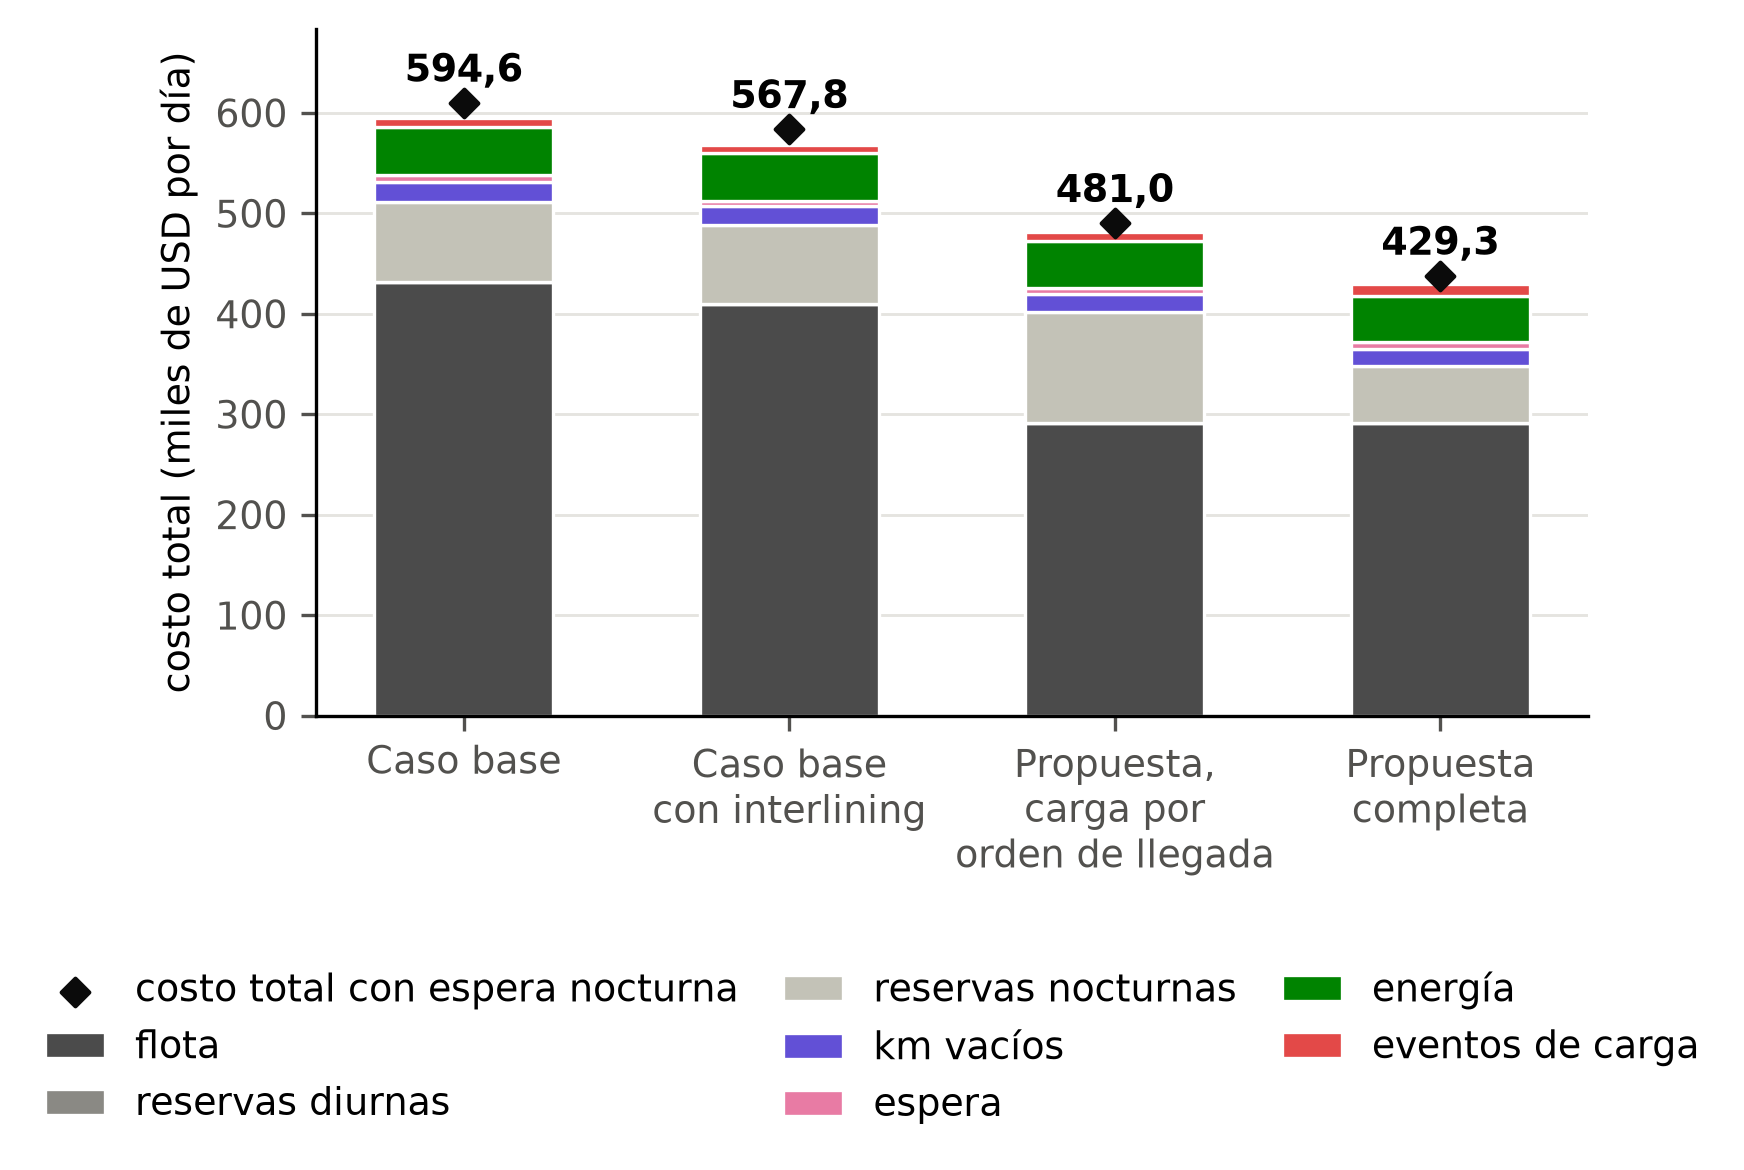 costo total (miles de USD por día)
600
500
400
300
200
100
0
594,6
567,8
481,0
429,3
Caso base
Caso base
con interlining
Propuesta,
carga por
orden de llegada
Propuesta
completa
costo total con espera nocturna
flota
reservas diurnas
reservas nocturnas
km vacíos
espera
energía
eventos de carga